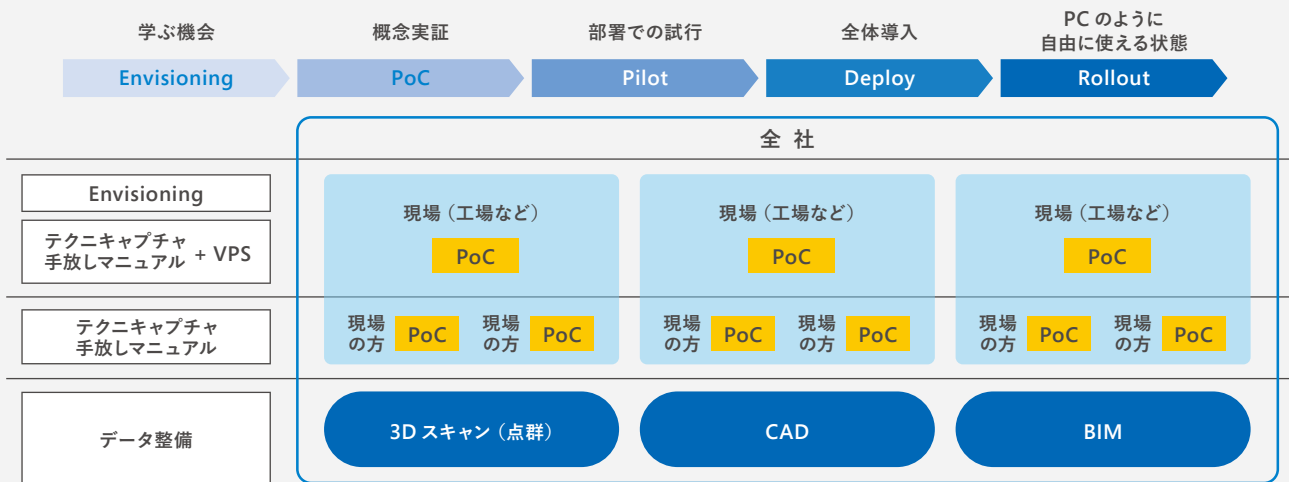 学ぶ機会
概念実証
部署での試行
全体導入
PC のように
自由に使える状態
Envisioning
PoC
Pilot
Deploy
Rollout
全 社
Envisioning
テクニキャプチャ
手放しマニュアル + VPS
現場（工場など）
PoC
現場（工場など）
PoC
現場（工場など）
PoC
テクニキャプチャ
手放しマニュアル
現場
の方 PoC
現場
の方 PoC
現場
の方 PoC
現場
の方 PoC
現場
の方 PoC
現場
の方 PoC
データ整備
3D スキャン（点群）
CAD
BIM